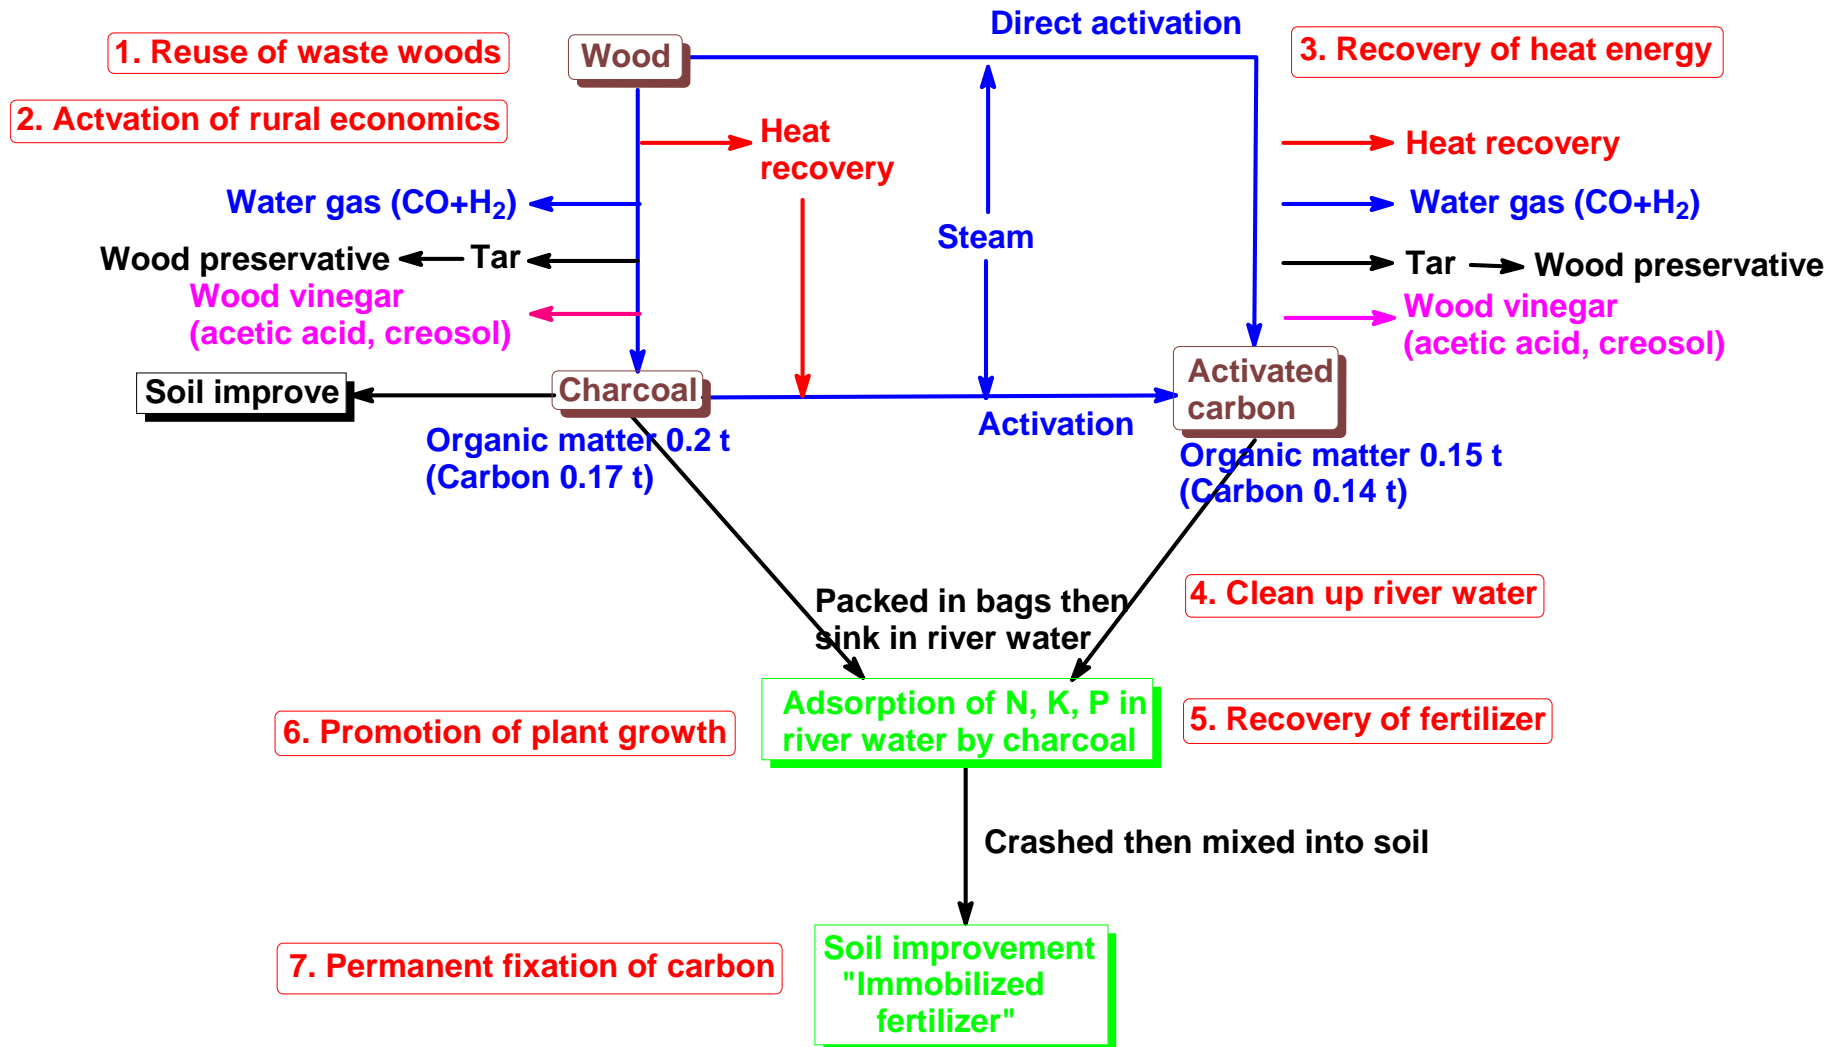 Direct activation
1. Reuse of waste woods
Wood
3. Recovery of heat energy
2. Actvation of rural economics
Heat
recovery
Heat recovery
Water gas (CO+H₂)
Water gas (CO+H₂)
Steam
Wood preservative
Tar
Tar
Wood preservative
Wood vinegar
(acetic acid, creosol)
Wood vinegar
(acetic acid, creosol)
Soil improve
Charcoal
Activated
carbon
Activation
Organic matter 0.2 t
(Carbon 0.17 t)
Organic matter 0.15 t
(Carbon 0.14 t)
Packed in bags then
sink in river water
4. Clean up river water
Adsorption of N, K, P in
river water by charcoal
5. Recovery of fertilizer
6. Promotion of plant growth
Crashed then mixed into soil
7. Permanent fixation of carbon
Soil improvement
"Immobilized
fertilizer"